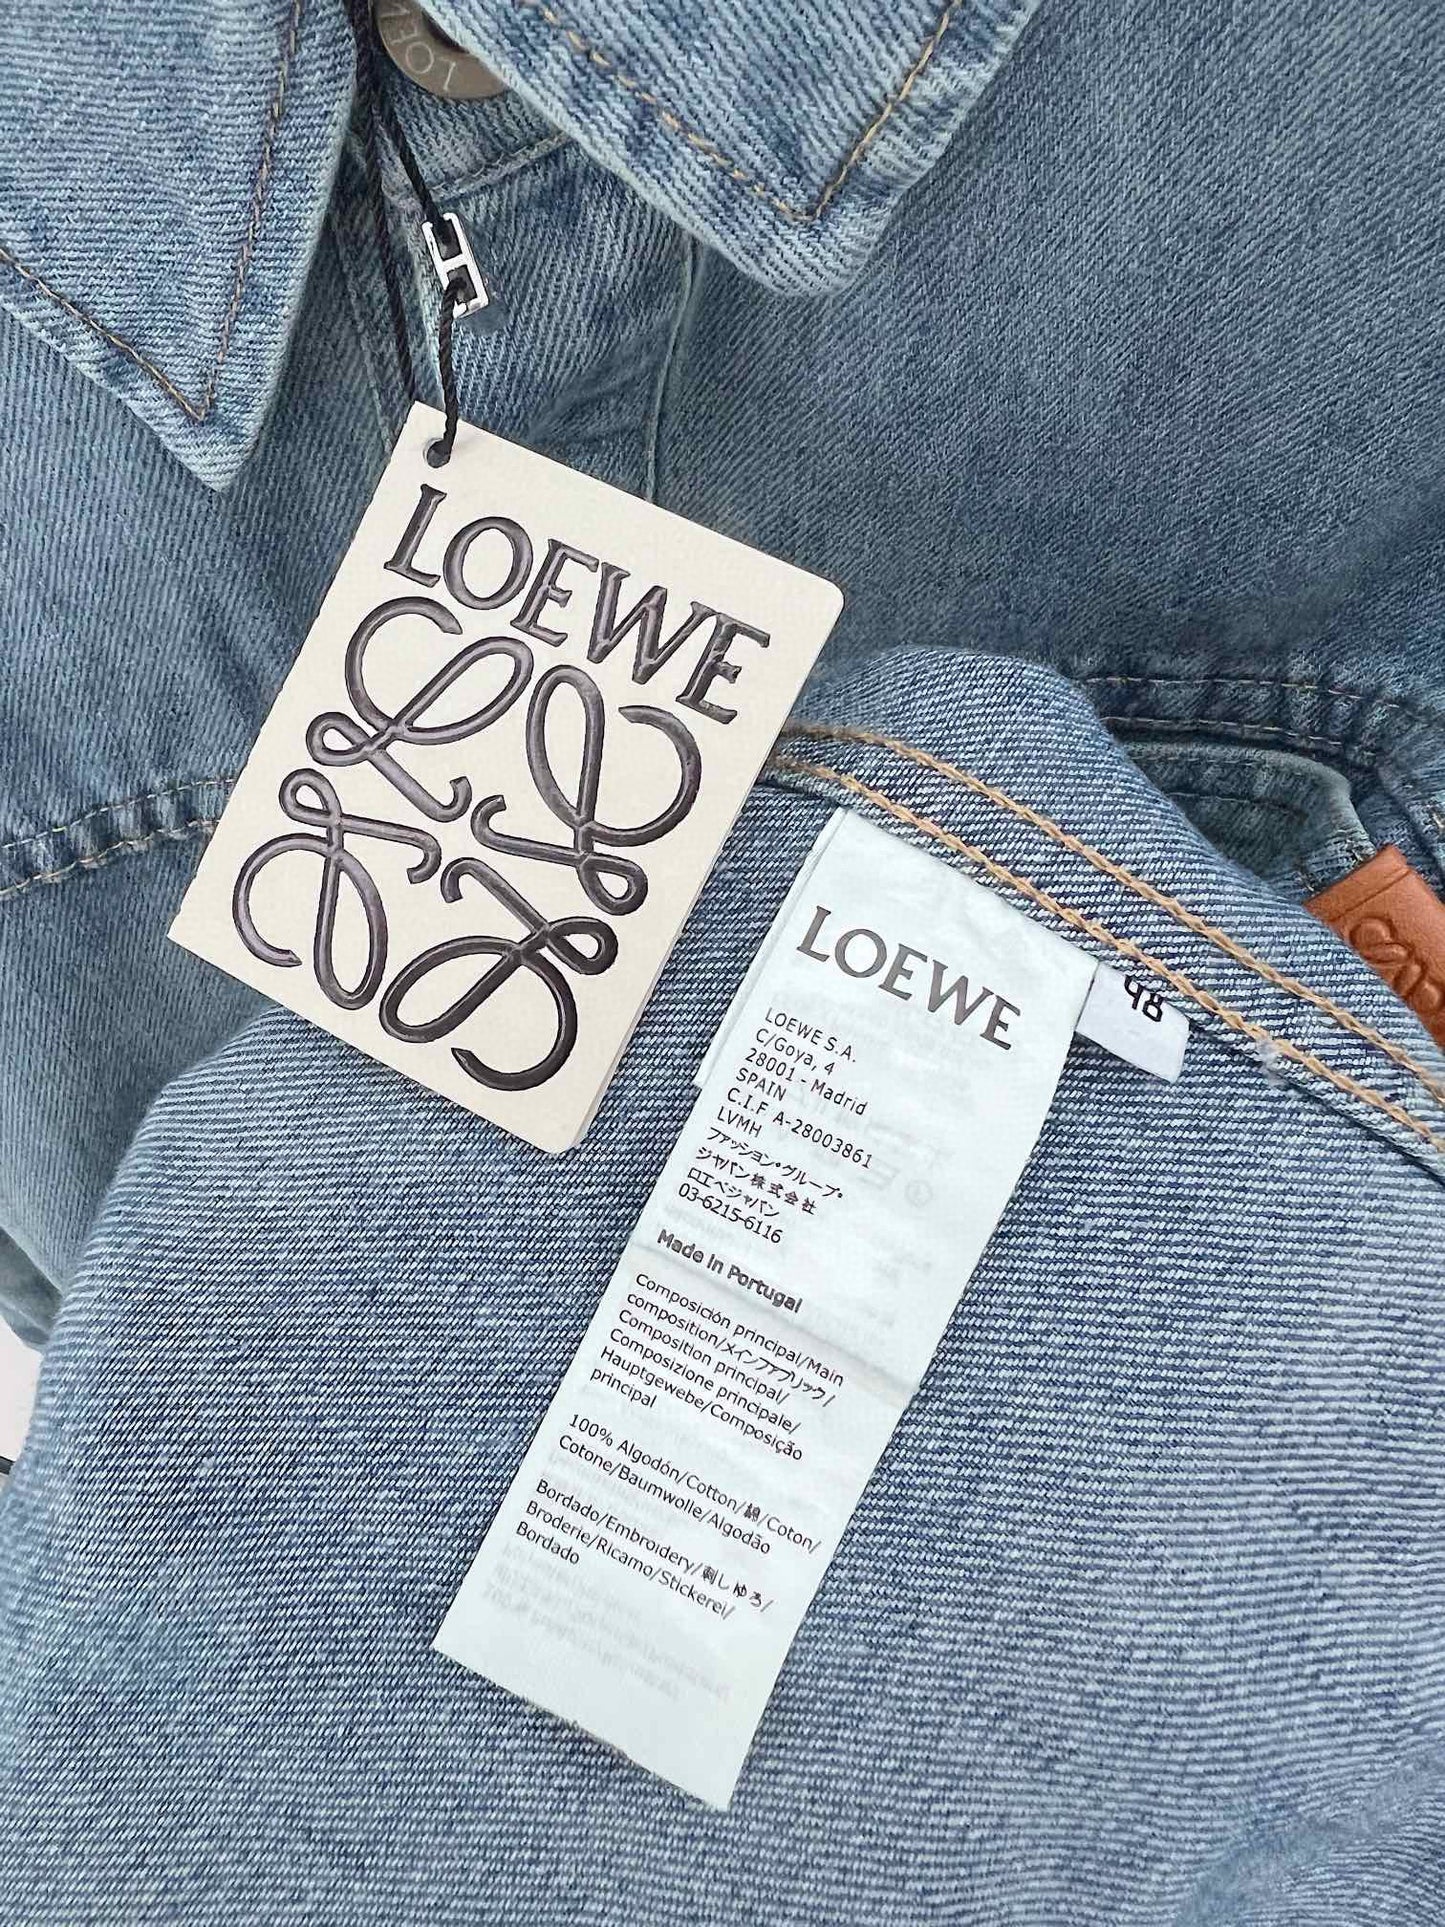 LOEWE
LOEWE
LOEWE
LOEWE S.A.
C/Goya, 4
28001 - Madrid
SPAIN
C.I.F A-28003861
LVMH
ファッション・グループ・
ジャパン株式会社
ロエベジャパン
03-6215-6116
Made in Portugal
Composición principal/Main
composition/メインファブリック/
Composition principal/
Composizione principale/
Hauptgewebe/Composição
principal
100% Algodón/Cotton/綿/Coton/
Cotone/Baumwolle/Algodão
Bordado/Embroidery/刺しゅろ/
Broderie/Ricamo/Stickerei/
Bordado
48